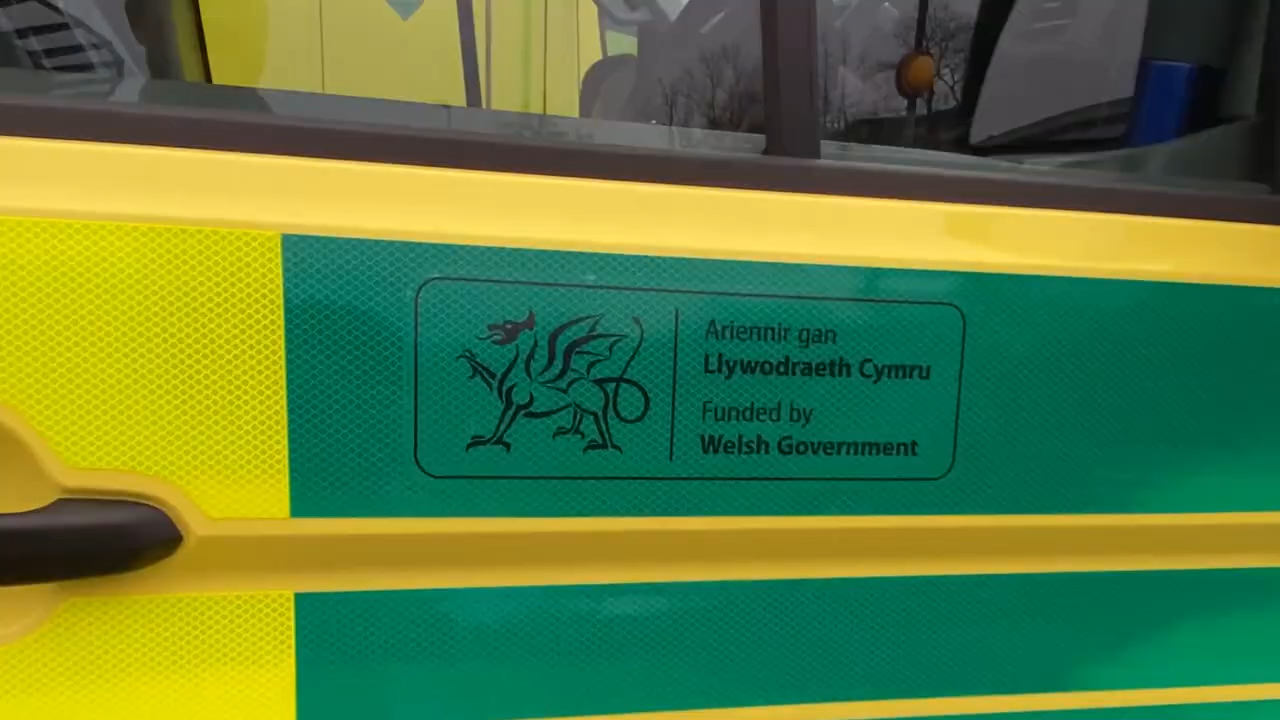 Ariennir gan
Llywodraeth Cymru
Funded by
Welsh Government